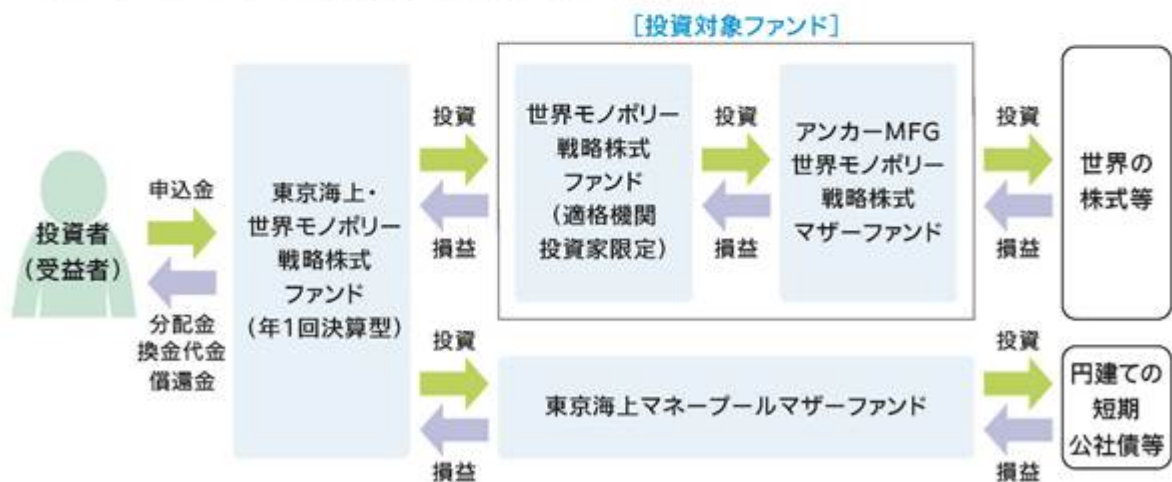 [投資対象ファンド]
投資者
(受益者)
申込金
分配金
換金代金
償還金
東京海上・
世界モノポリー
戦略株式
ファンド
(年1回決算型)
投資
損益
世界モノポリー
戦略株式
ファンド
(適格機関
投資家限定)
投資
損益
アンカーMFG
世界モノポリー
戦略株式
マザーファンド
投資
損益
世界の
株式等
投資
損益
東京海上マネープールマザーファンド
投資
損益
円建ての
短期
公社債等